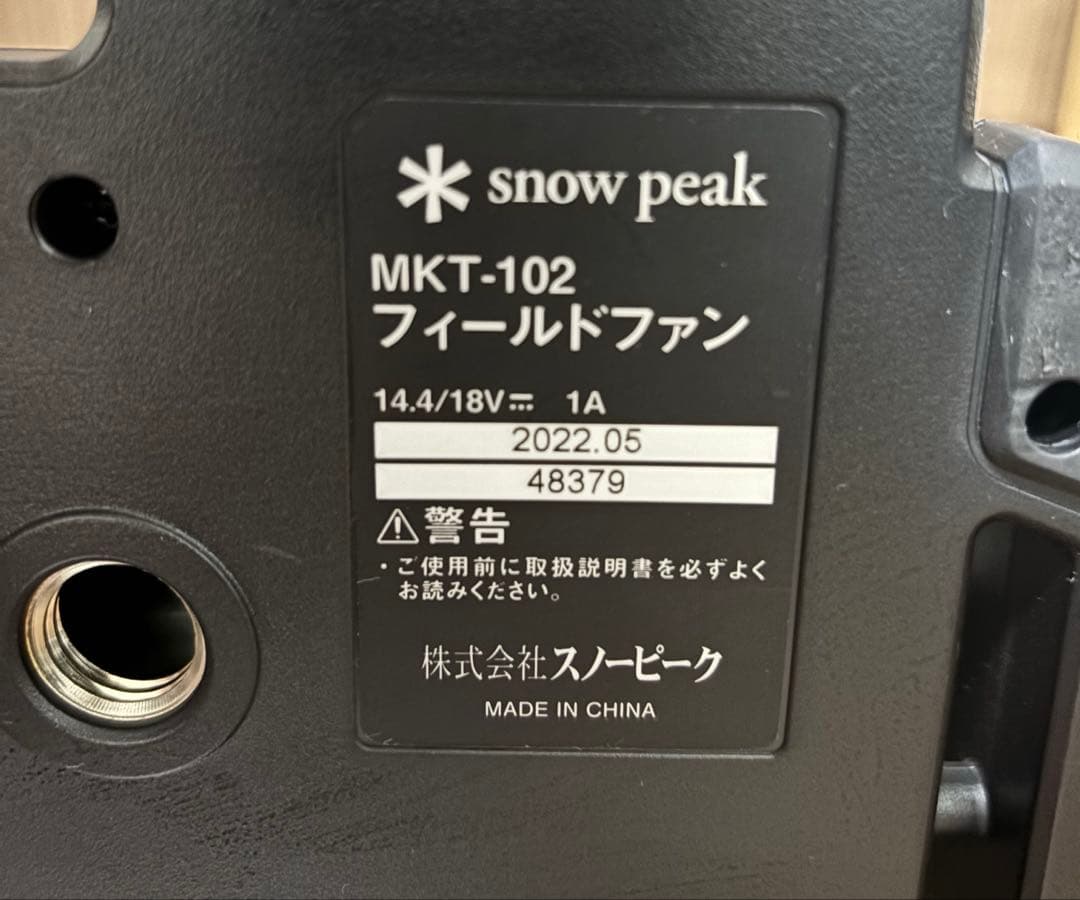 snow peak
MKT-102
フィールドファン
14.4/18V⎓ 1A
2022.05
48379
⚠警告
・ご使用前に取扱説明書を必ずよく
お読みください。
株式会社スノーピーク
MADE IN CHINA